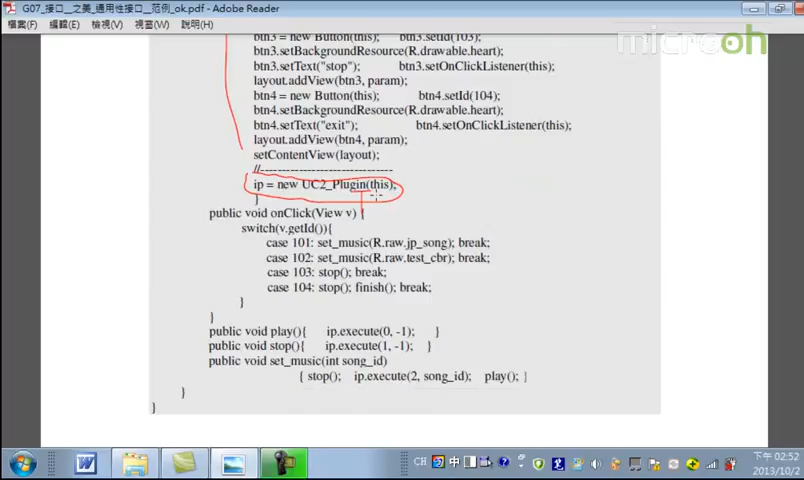 G07_接口__之美_通用性接口_范例_ok.pdf - Adobe Reader
檔案(F) 編輯(E) 檢視(V) 視窗(W) 說明(H)
microoh
btn3 = new Button(this); btn3.setId(103);
btn3.setBackgroundResource(R.drawable.heart);
btn3.setText("stop"); btn3.setOnClickListener(this);
layout.addView(btn3, param);
btn4 = new Button(this); btn4.setId(104);
btn4.setBackgroundResource(R.drawable.heart);
btn4.setText("exit"); btn4.setOnClickListener(this);
layout.addView(btn4, param);
setContentView(layout);
//-------------------------------
ip = new UC2_Plugin(this);
}
public void onClick(View v) {
switch(v.getId()){
case 101: set_music(R.raw.jp_song); break;
case 102: set_music(R.raw.test_cbr); break;
case 103: stop(); break;
case 104: stop(); finish(); break;
}
}
public void play(){ ip.execute(0, -1); }
public void stop(){ ip.execute(1, -1); }
public void set_music(int song_id)
{ stop(); ip.execute(2, song_id); play(); }
}
}
CH 中
下午 02:52
2013/10/2